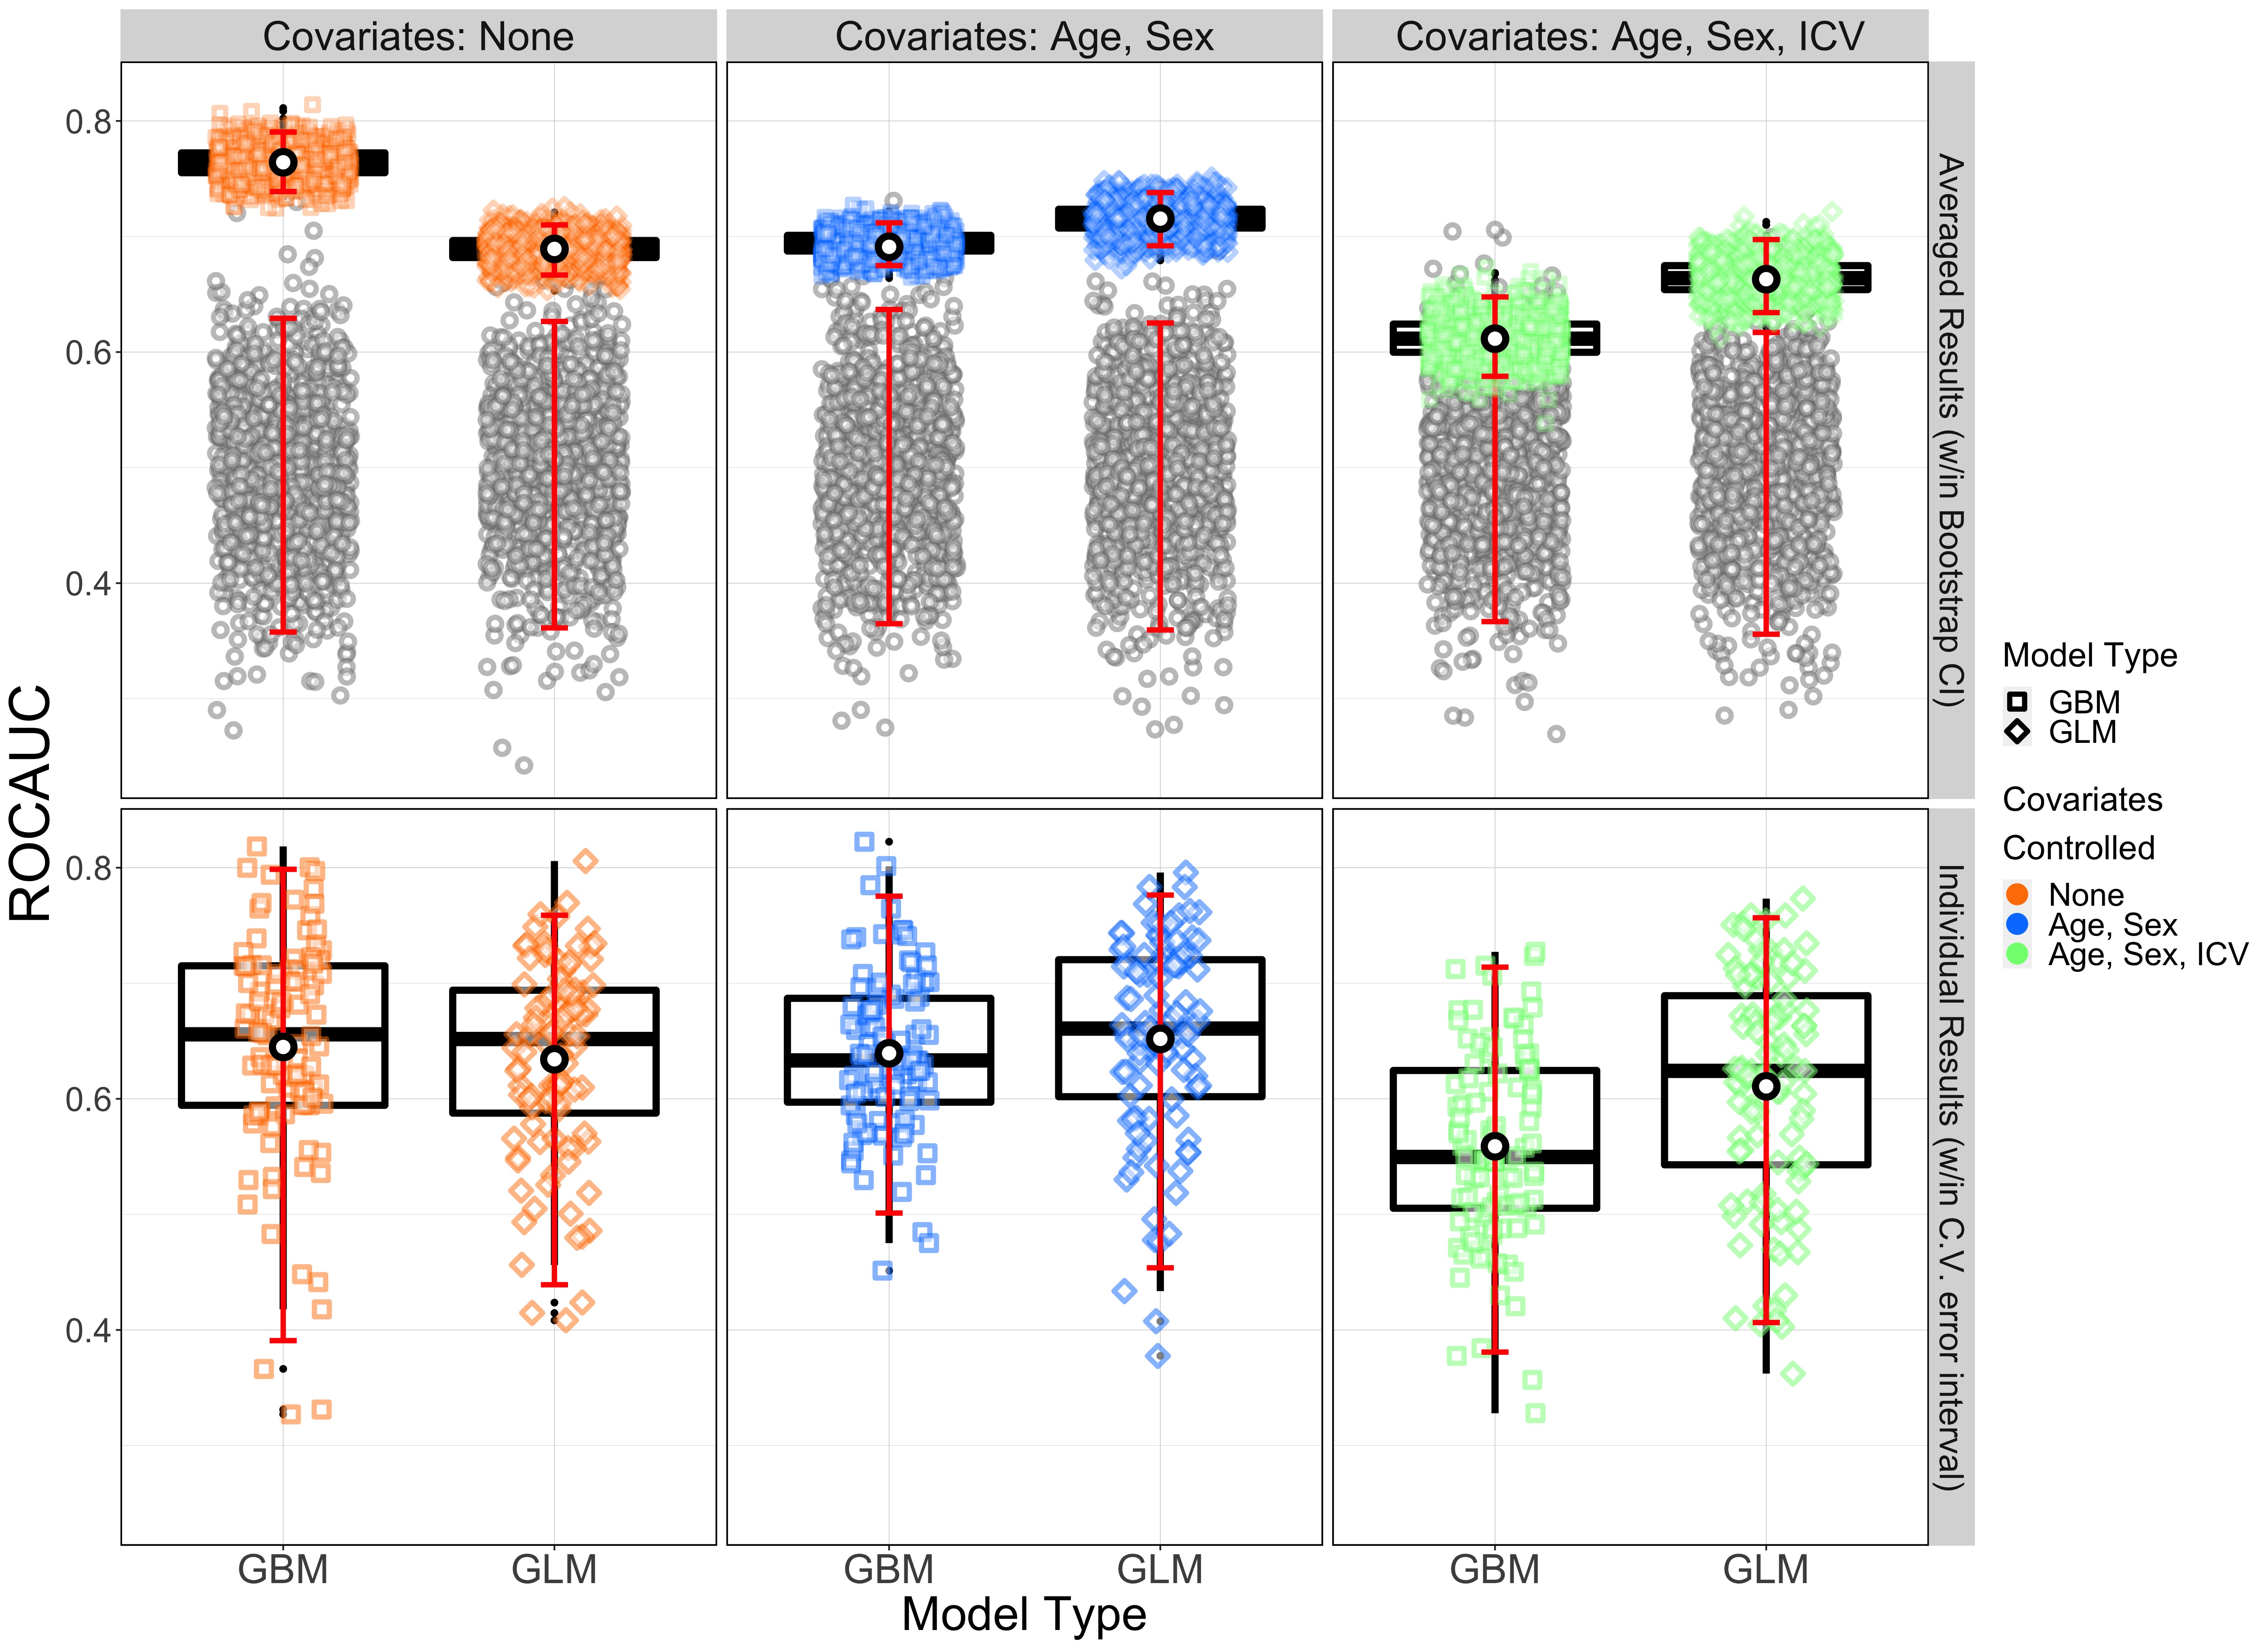 Covariates: None
Covariates: Age, Sex
Covariates: Age, Sex, ICV
0.8
0.6
0.4
Averaged Results (w/in Bootstrap CI)
0.8
0.6
0.4
Individual Results (w/in C.V. error interval)
ROCAUC
GBM
GLM
GBM
GLM
GBM
GLM
Model Type
Model Type
GBM
GLM
Covariates
Controlled
None
Age, Sex
Age, Sex, ICV